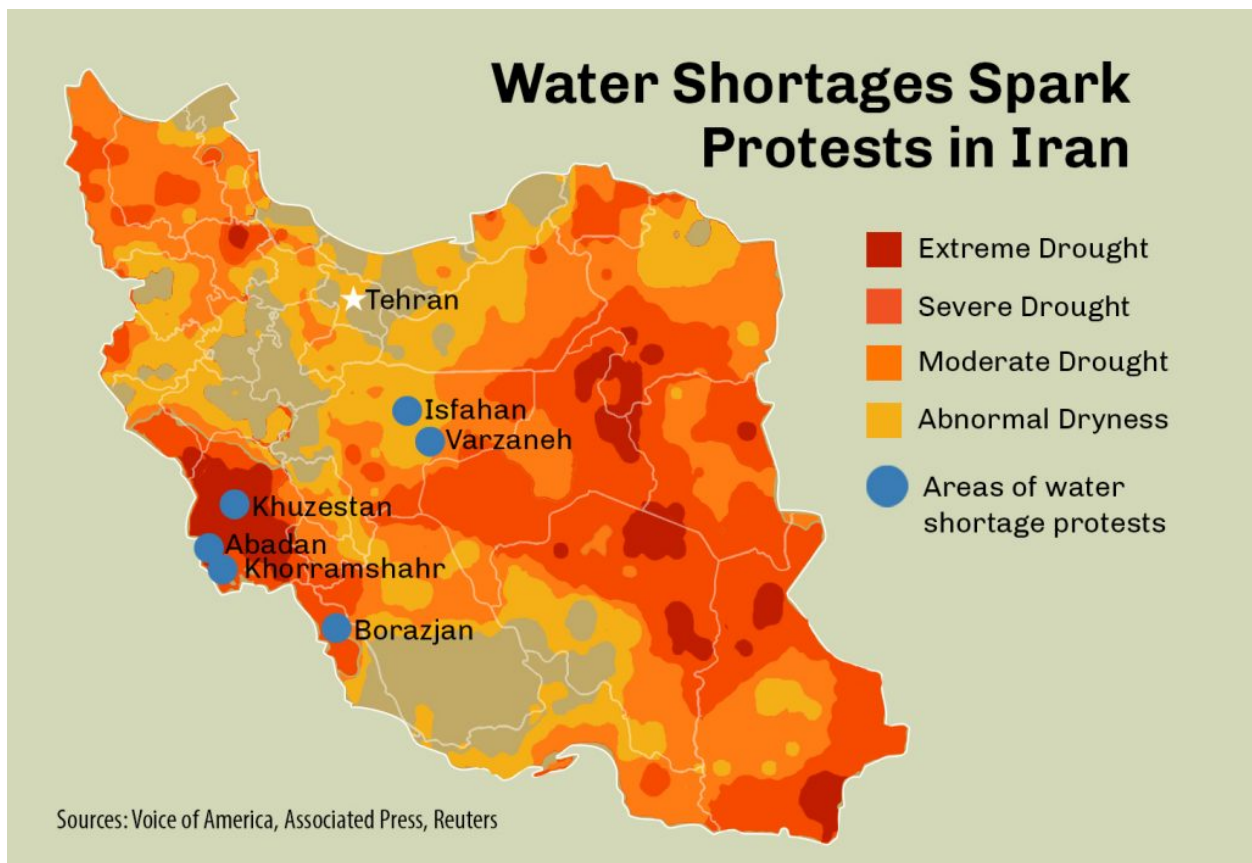 Water Shortages Spark
Protests in Iran
Extreme Drought
Severe Drought
Moderate Drought
Abnormal Dryness
Areas of water
shortage protests
Tehran
Isfahan
Varzaneh
Khuzestan
Abadan
Khorramshahr
Borazjan
Sources: Voice of America, Associated Press, Reuters